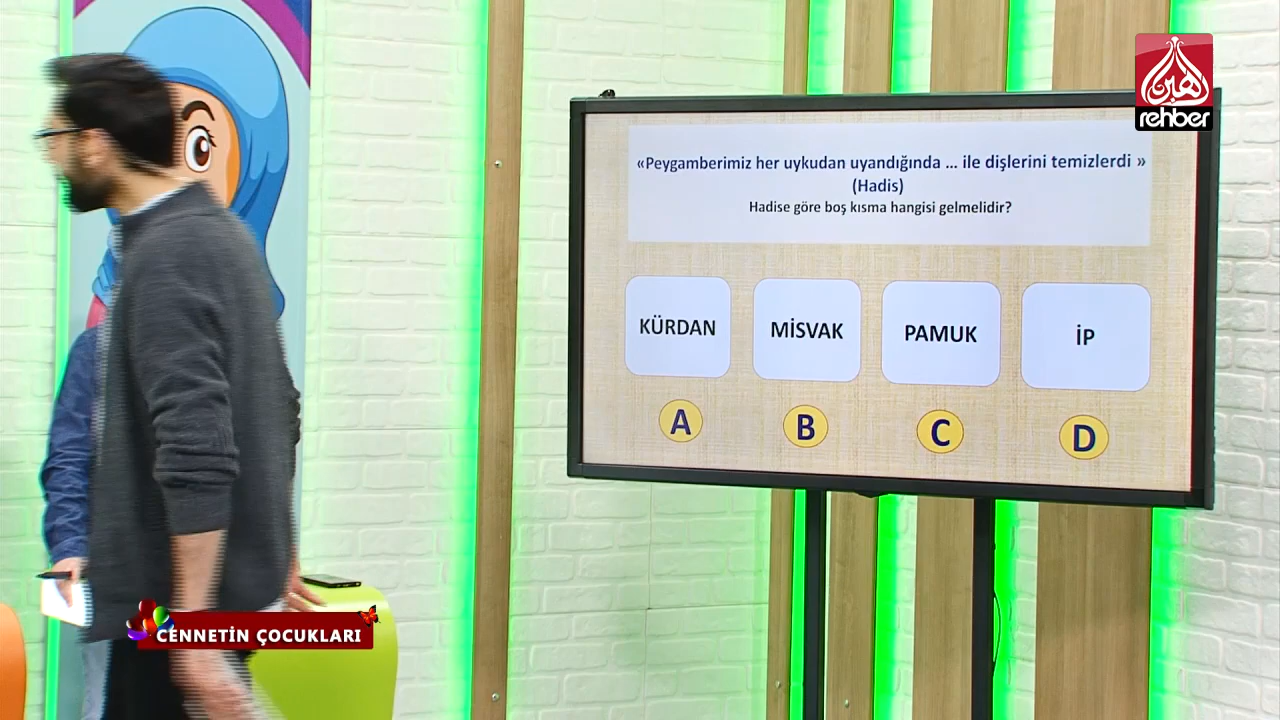 رهبر
rehber
«Peygamberimiz her uykudan uyandığında ... ile dişlerini temizlerdi »
(Hadis)
Hadise göre boş kısma hangisi gelmelidir?
KÜRDAN
MİSVAK
PAMUK
İP
A
B
C
D
CENNETİN ÇOCUKLARI